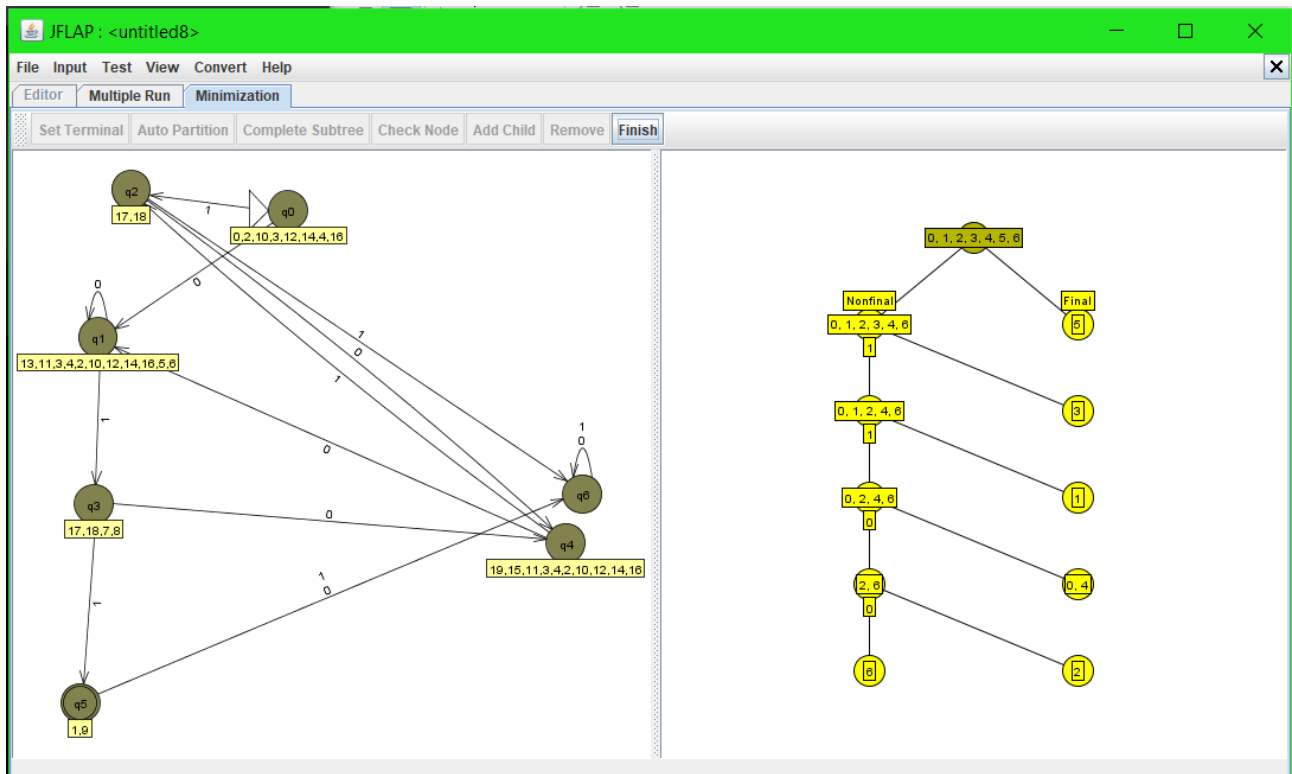 JFLAP : <untitled8>
File Input Test View Convert Help
Editor Multiple Run Minimization
Set Terminal Auto Partition Complete Subtree Check Node Add Child Remove Finish
q2
17,18
1
q0
0,2,10,3,12,14,4,16
0
0
q1
13,11,3,4,2,10,12,14,16,5,6
1
0
1
1
0
1
0
q6
q3
17,18,7,8
0
q4
19,15,11,3,4,2,10,12,14,16
1
1
0
q5
1,9
0, 1, 2, 3, 4, 5, 6
Nonfinal
Final
0, 1, 2, 3, 4, 6
5
1
3
0, 1, 2, 4, 6
1
1
0, 2, 4, 6
0
0, 4
2, 6
0
2
6